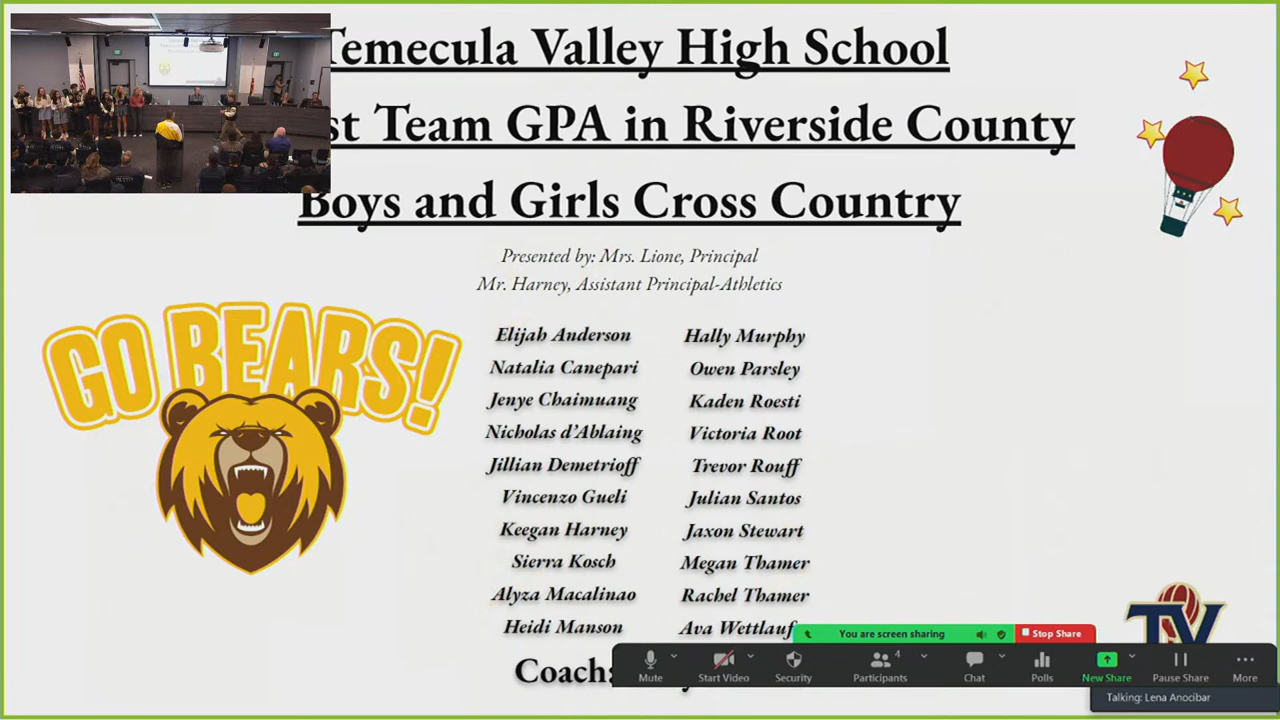 Temecula Valley High School
st Team GPA in Riverside County
Boys and Girls Cross Country
Presented by: Mrs. Lione, Principal
Mr. Harney, Assistant Principal-Athletics
GO BEARS!
Elijah Anderson
Natalia Canepari
Jenye Chaimuang
Nicholas d'Ablaing
Jillian Demetrioff
Vincenzo Gueli
Keegan Harney
Sierra Kosch
Alyza Macalinao
Heidi Manson
Hally Murphy
Owen Parsley
Kaden Roesti
Victoria Root
Trevor Rouff
Julian Santos
Jaxon Stewart
Megan Thamer
Rachel Thamer
Ava Wettlauf
Coach:
TV
You are screen sharing
Stop Share
Mute
Start Video
Security
4
Participants
Chat
Polls
New Share
Pause Share
More
Talking: Lena Anocibar